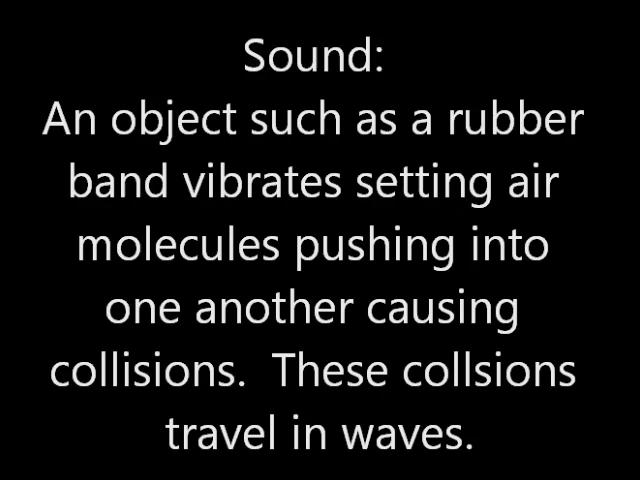 Sound:
An object such as a rubber
band vibrates setting air
molecules pushing into
one another causing
collisions.  These collsions
travel in waves.